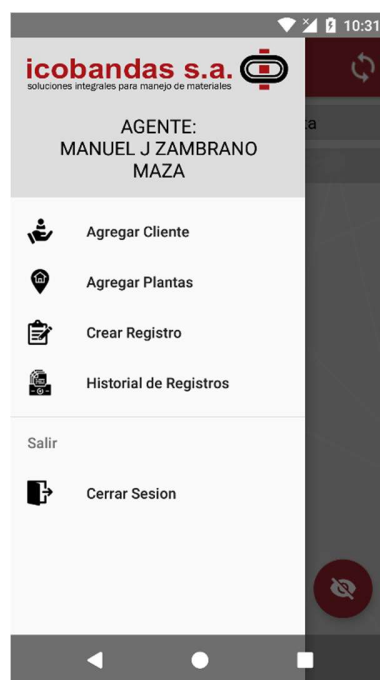 10:31
icobandas s.a.
soluciones integrales para manejo de materiales
AGENTE:
MANUEL J ZAMBRANO
MAZA
Agregar Cliente
Agregar Plantas
Crear Registro
Historial de Registros
Salir
Cerrar Sesion